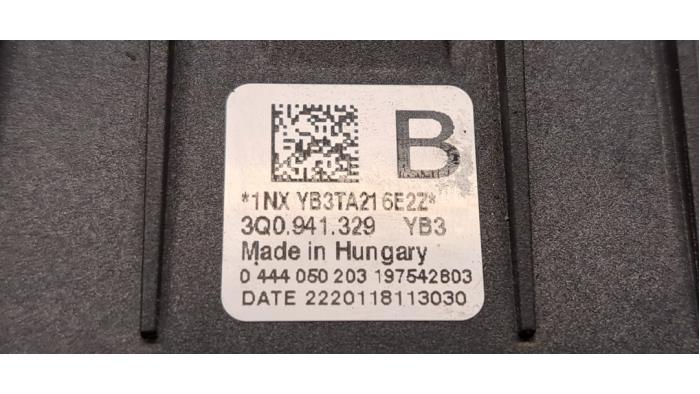 B
*1NX YB3TA216E2Z*
3Q0.941.329 YB3
Made in Hungary
0 444 050 203 197542803
DATE 2220118113030